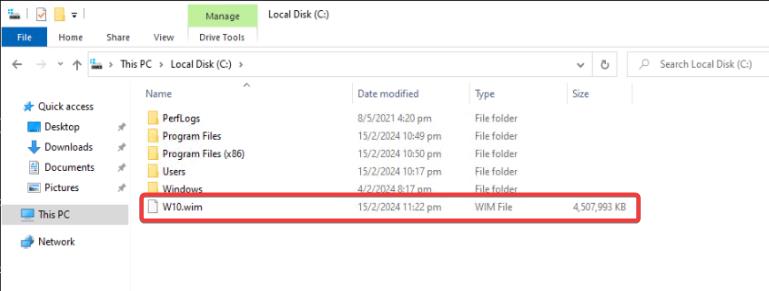 Manage
Local Disk (C:)
File
Home
Share
View
Drive Tools
This PC
Local Disk (C:)
Search Local Disk (C:)
Name
Date modified
Type
Size
Quick access
Desktop
Downloads
Documents
Pictures
This PC
Network
PerfLogs 8/5/2021 4:20 pm File folder
Program Files 15/2/2024 10:49 pm File folder
Program Files (x86) 15/2/2024 10:50 pm File folder
Users 15/2/2024 10:17 pm File folder
Windows 4/2/2024 8:17 pm File folder
W10.wim 15/2/2024 11:22 pm WIM File 4,507,993 KB